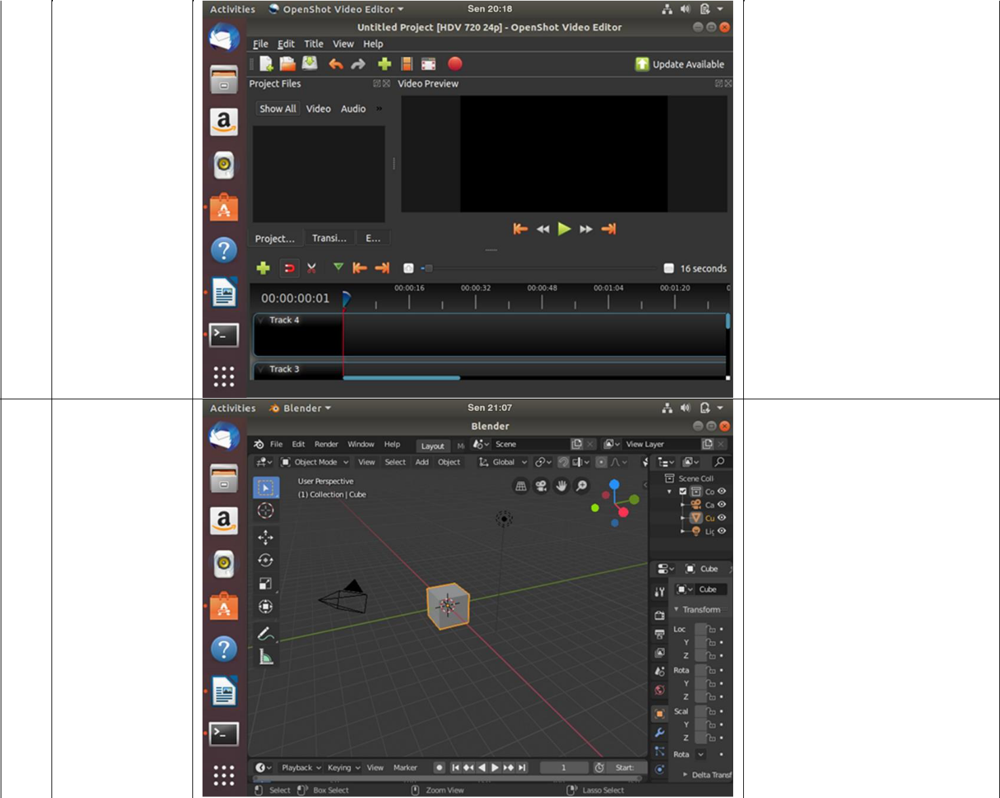 Activities OpenShot Video Editor Sen 20:18
Untitled Project [HDV 720 24p] - OpenShot Video Editor
File Edit Title View Help
Update Available
Project Files Video Preview
Show All Video Audio »
Project... Transi... E...
16 seconds
00:00:00:01 00:00:16 00:00:32 00:00:48 00:01:04 00:01:20
Track 4
Track 3
Activities Blender Sen 21:07
Blender
File Edit Render Window Help Layout Scene View Layer
Object Mode View Select Add Object Global
User Perspective
(1) Collection | Cube
Scene Coll
Co
Ca
Cu
Cube
Cube
Transform
Loc
Y
Z
Rota
Y
Z
Scal
Y
Z
Rota
Delta Transf
Playback Keying View Marker 1 Start:
Select Box Select Zoom View Lasso Select